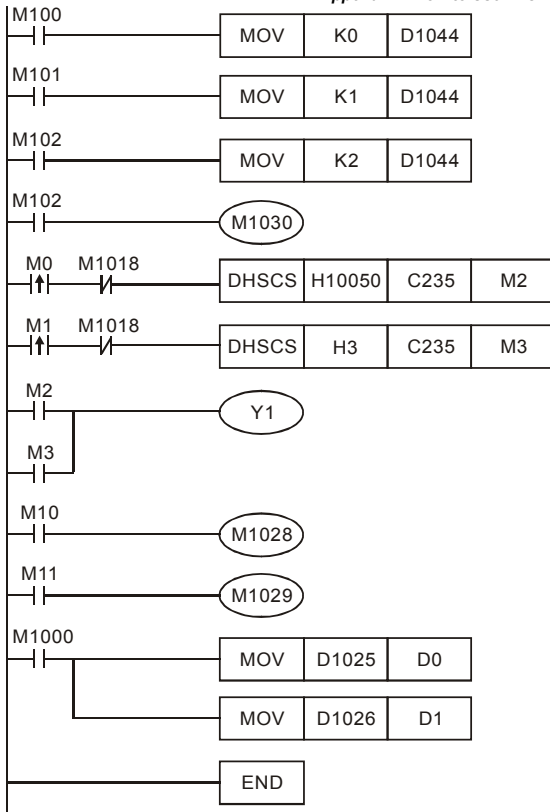 M100
MOV K0 D1044
M101
MOV K1 D1044
M102
MOV K2 D1044
M102
M1030
M0 M1018
DHSCS H10050 C235 M2
M1 M1018
DHSCS H3 C235 M3
M2
Y1
M3
M10
M1028
M11
M1029
M1000
MOV D1025 D0
MOV D1026 D1
END